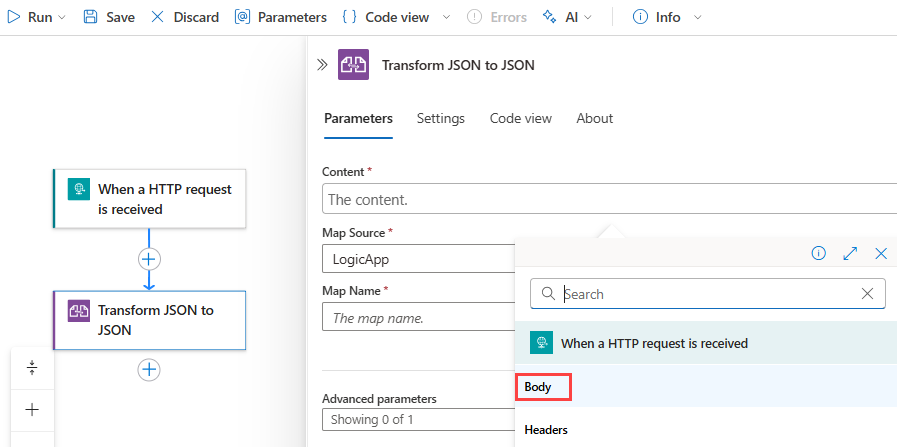 Run Save Discard Parameters Code view Errors AI Info
Transform JSON to JSON
Parameters Settings Code view About
When a HTTP request
is received
Transform JSON to
JSON
Content *
The content.
Map Source *
LogicApp
Map Name *
The map name.
Advanced parameters
Showing 0 of 1
Search
When a HTTP request is received
Body
Headers